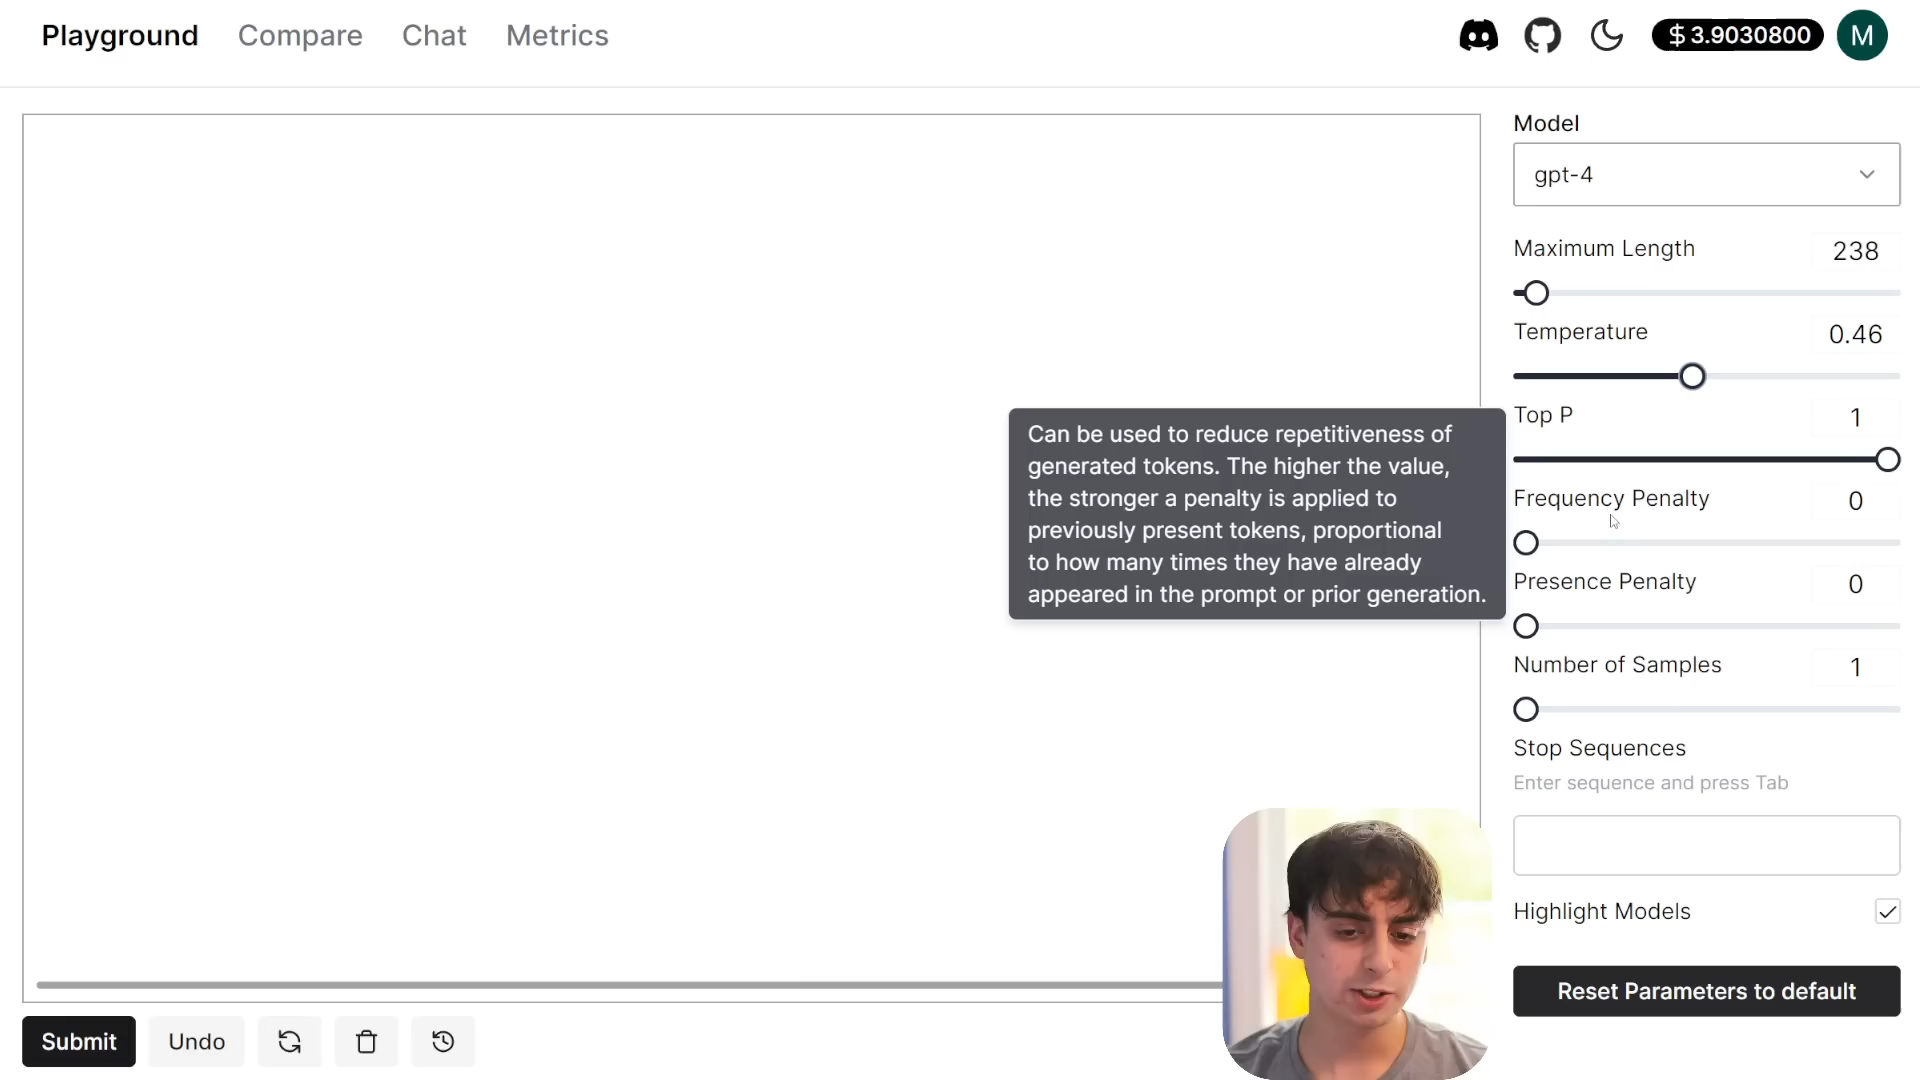 Playground Compare Chat Metrics
$ 3.9030800 M
Model
gpt-4
Maximum Length 238
Temperature 0.46
Top P 1
Can be used to reduce repetitiveness of
generated tokens. The higher the value,
the stronger a penalty is applied to
previously present tokens, proportional
to how many times they have already
appeared in the prompt or prior generation.
Frequency Penalty 0
Presence Penalty 0
Number of Samples 1
Stop Sequences
Enter sequence and press Tab
Highlight Models
Reset Parameters to default
Submit Undo